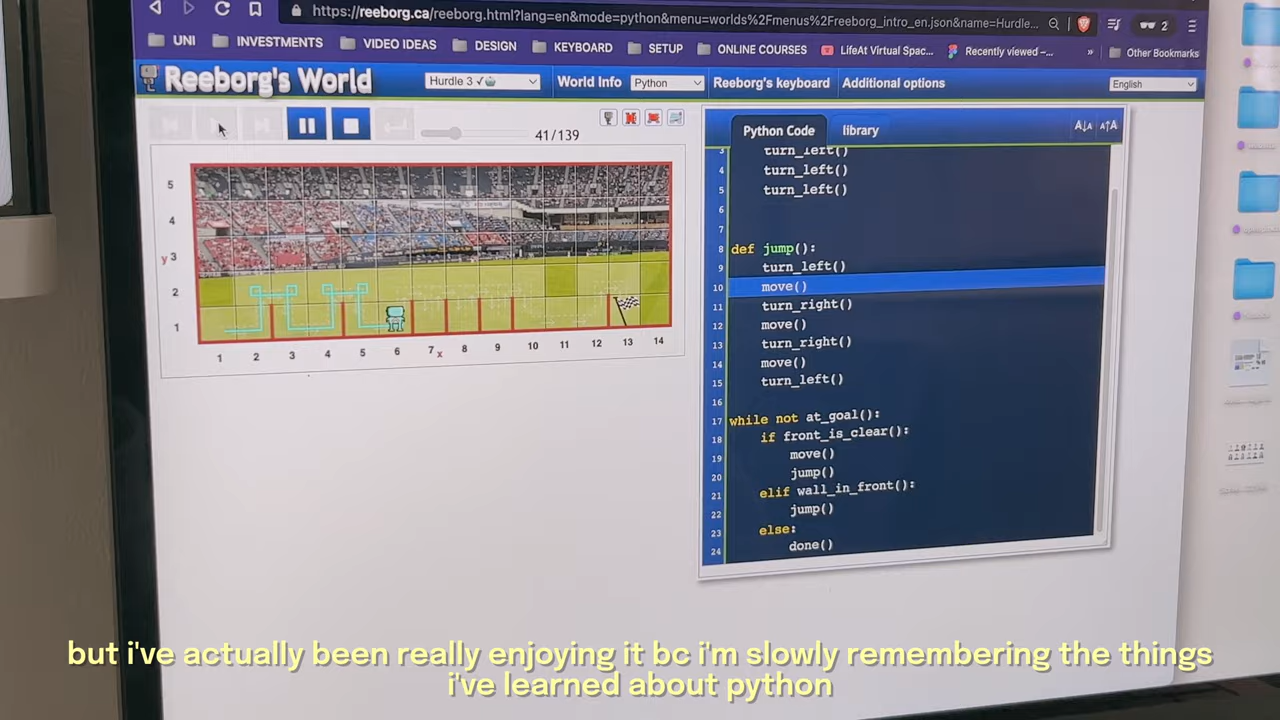 https://reeborg.ca/reeborg.html?lang=en&mode=python&menu=worlds%2Fmenus%2Freeborg_intro_en.json&name=Hurdle...
2
UNI
INVESTMENTS
VIDEO IDEAS
DESIGN
KEYBOARD
SETUP
ONLINE COURSES
LifeAt Virtual Spac...
Recently viewed –...
»
Other Bookmarks
Reeborg's World
Hurdle 3 ✓
World Info
Python
Reeborg's keyboard
Additional options
English
41/139
Python Code
library
A↓A
A↑A
5
4
y 3
2
1
1 2 3 4 5 6 7 x 8 9 10 11 12 13 14
3 turn_left()
4 turn_left()
5 turn_left()
6
7
8 def jump():
9 turn_left()
10 move()
11 turn_right()
12 move()
13 turn_right()
14 move()
15 turn_left()
16
17 while not at_goal():
18 if front_is_clear():
19 move()
20 jump()
21 elif wall_in_front():
22 jump()
23 else:
24 done()
but i've actually been really enjoying it bc i'm slowly remembering the things
i've learned about python